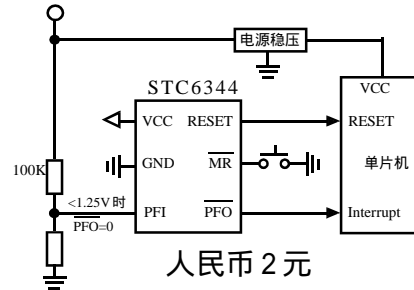 电源稳压
STC6344
VCC
VCC
RESET
RESET
GND
MR
单片机
100K
<1.25V时
PFO=0
PFI
PFO
Interrupt
人民币2元